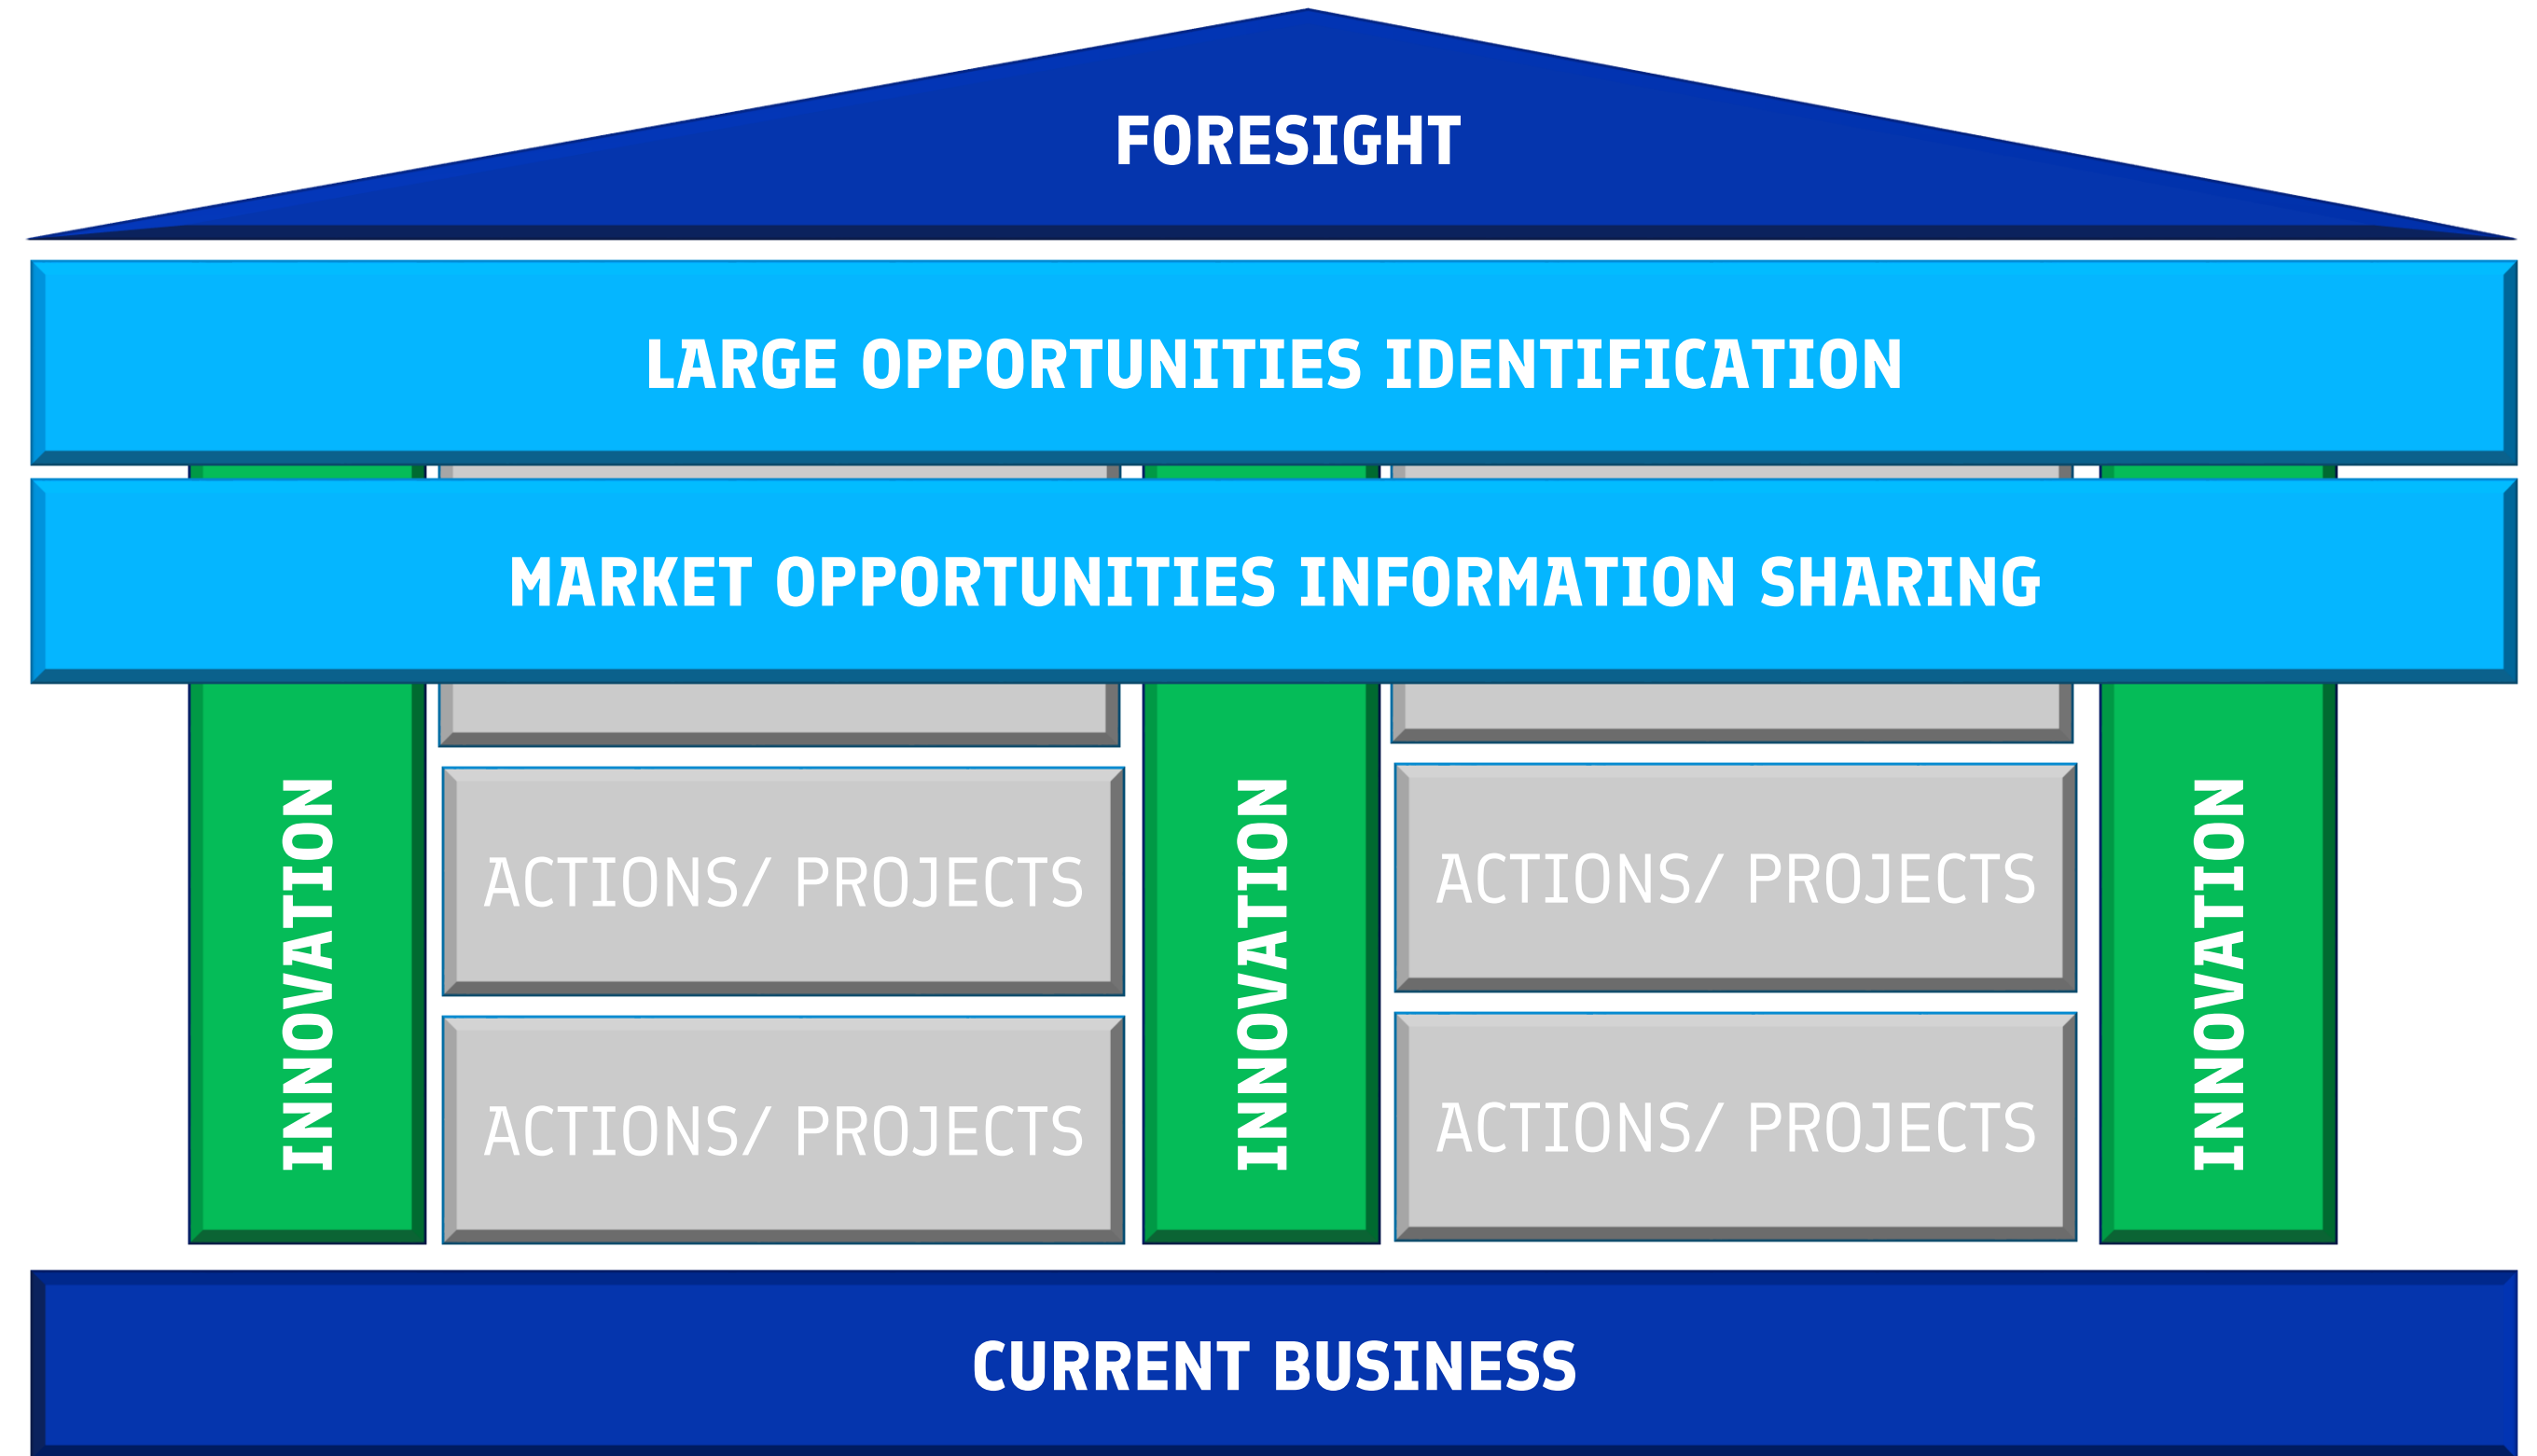 FORESIGHT
LARGE OPPORTUNITIES IDENTIFICATION
MARKET OPPORTUNITIES INFORMATION SHARING
INNOVATION
ACTIONS/ PROJECTS
ACTIONS/ PROJECTS
INNOVATION
ACTIONS/ PROJECTS
ACTIONS/ PROJECTS
INNOVATION
CURRENT BUSINESS